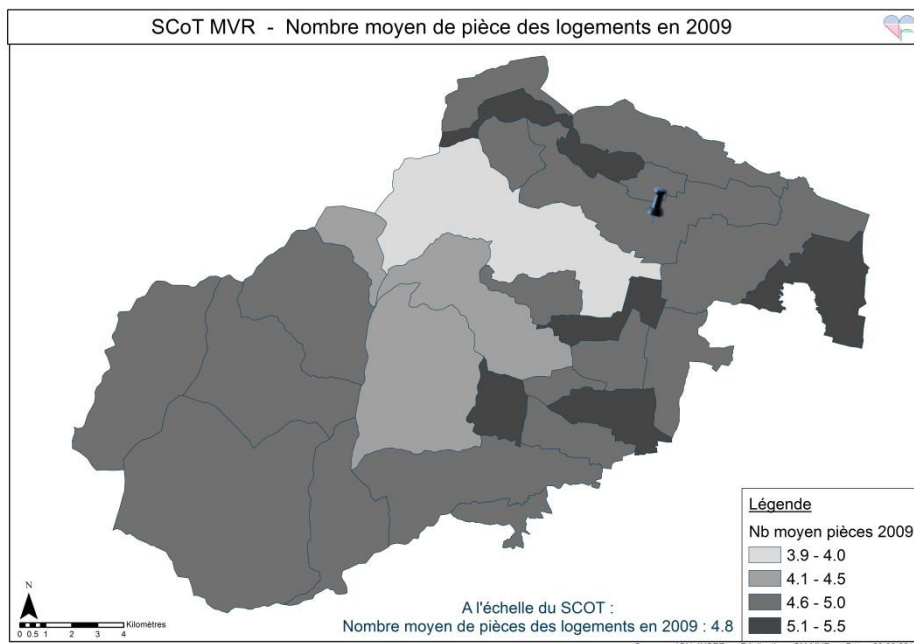 SCoT MVR - Nombre moyen de pièce des logements en 2009
Légende
Nb moyen pièces 2009
3.9 - 4.0
4.1 - 4.5
4.6 - 5.0
5.1 - 5.5
N
Kilomètres
0 0.5 1 2 3 4
A l'échelle du SCOT :
Nombre moyen de pièces des logements en 2009 : 4.8